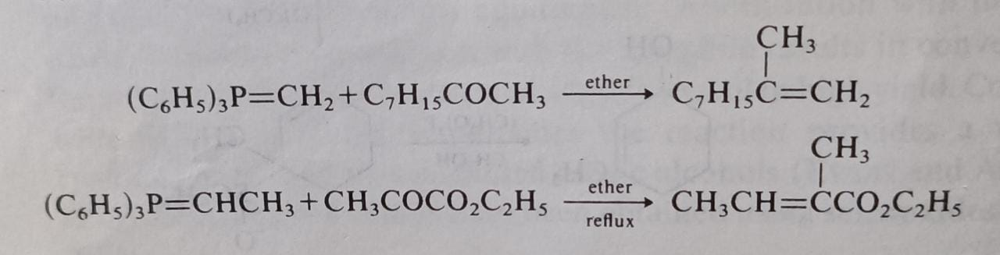 CH₃
(C₆H₅)₃P=CH₂+C₇H₁₅COCH₃ ether → C₇H₁₅C=CH₂
CH₃
(C₆H₅)₃P=CHCH₃+CH₃COCO₂C₂H₅ ether reflux → CH₃CH=CCO₂C₂H₅